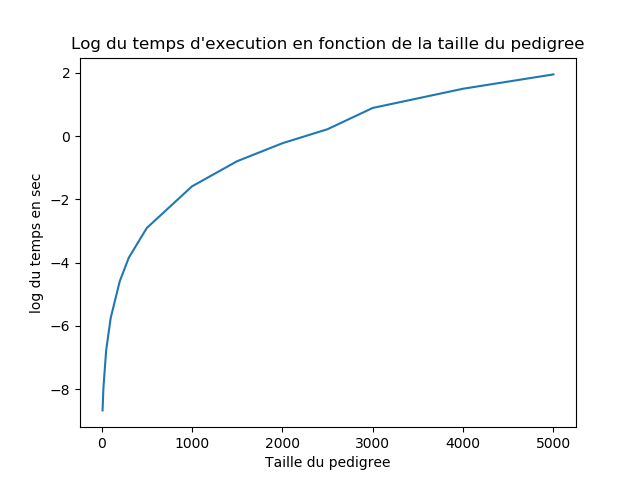 Log du temps d'execution en fonction de la taille du pedigree
2
0
−2
−4
−6
−8
log du temps en sec
0 1000 2000 3000 4000 5000
Taille du pedigree